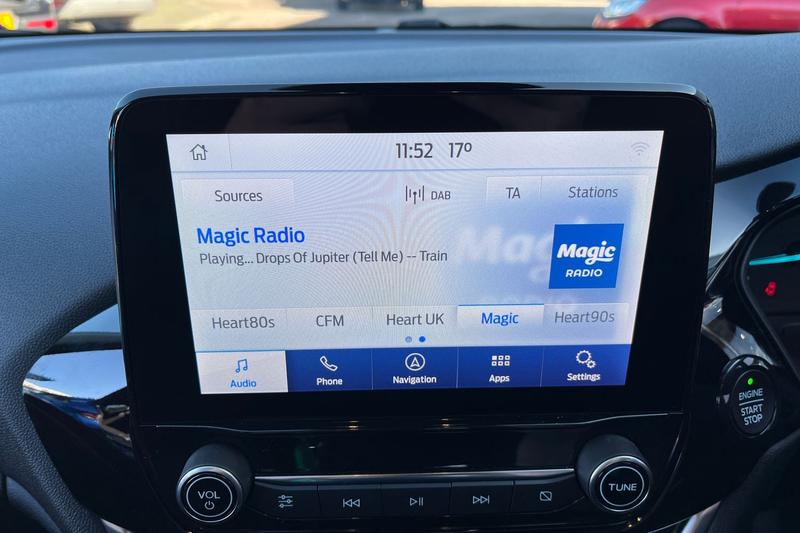 11:52 17°
Sources DAB TA Stations
Magic Radio
Playing... Drops Of Jupiter (Tell Me) -- Train
Magic
RADIO
Heart80s CFM Heart UK Magic Heart90s
Audio Phone Navigation Apps Settings
ENGINE
START
STOP
VOL
TUNE